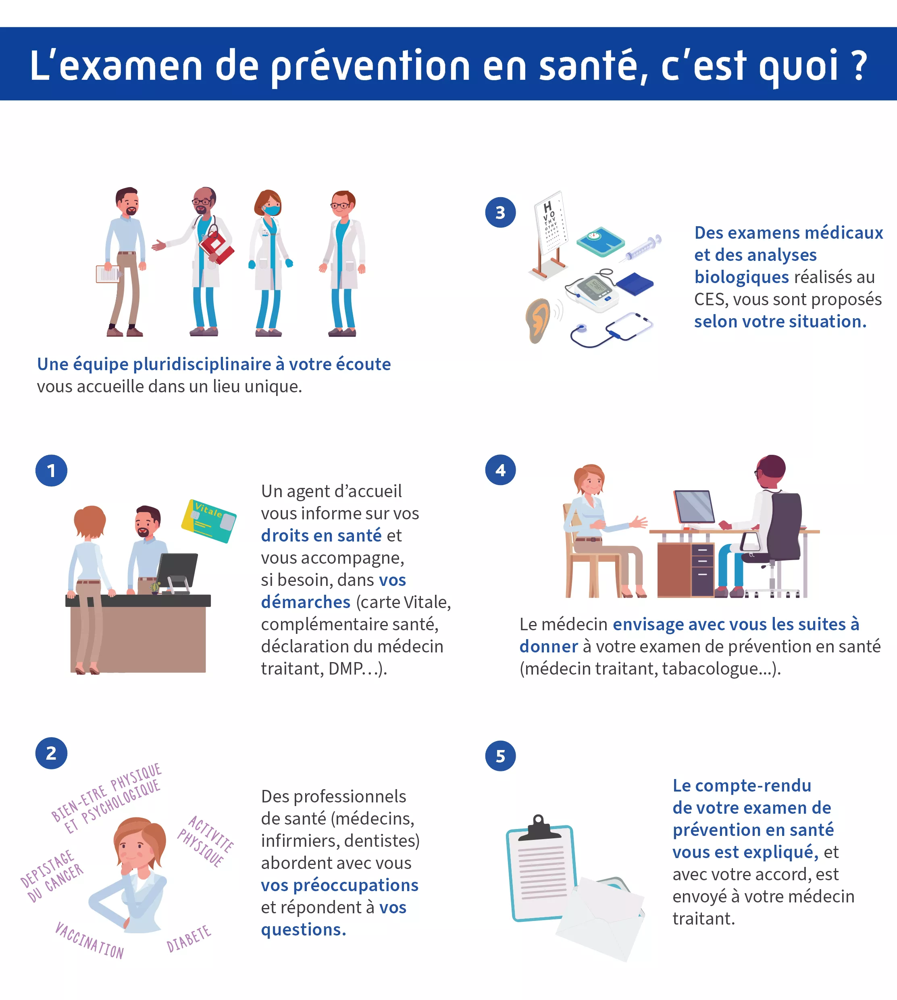 L'examen de prévention en santé, c'est quoi ?
Une équipe pluridisciplinaire à votre écoute
vous accueille dans un lieu unique.
1
Vitale
Un agent d’accueil
vous informe sur vos
droits en santé et
vous accompagne,
si besoin, dans vos
démarches (carte Vitale,
complémentaire santé,
déclaration du médecin
traitant, DMP…).
2
BIEN-ETRE PHYSIQUE
ET PSYCHOLOGIQUE
ACTIVITE
PHYSIQUE
DEPISTAGE
DU CANCER
VACCINATION
DIABETE
Des professionnels
de santé (médecins,
infirmiers, dentistes)
abordent avec vous
vos préoccupations
et répondent à vos
questions.
3
H
V O
T H V
O T H V
Des examens médicaux
et des analyses
biologiques réalisés au
CES, vous sont proposés
selon votre situation.
4
Le médecin envisage avec vous les suites à
donner à votre examen de prévention en santé
(médecin traitant, tabacologue...).
5
Le compte-rendu
de votre examen de
prévention en santé
vous est expliqué, et
avec votre accord, est
envoyé à votre médecin
traitant.